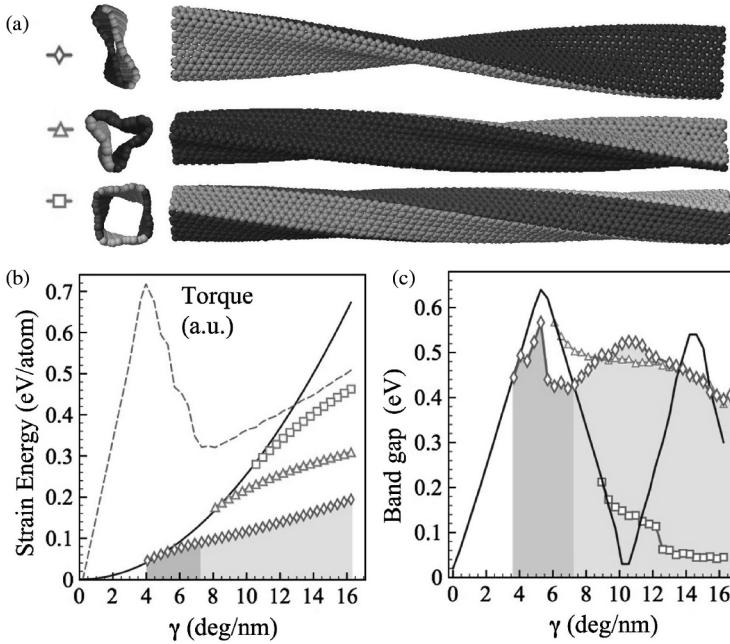 (a)
(b)
(c)
Torque
(a.u.)
Strain Energy (eV/atom)
0.7
0.6
0.5
0.4
0.3
0.2
0.1
0
0 2 4 6 8 10 12 14 16
γ (deg/nm)
Band gap (eV)
0.6
0.5
0.4
0.3
0.2
0.1
0
0 2 4 6 8 10 12 14 16
γ (deg/nm)